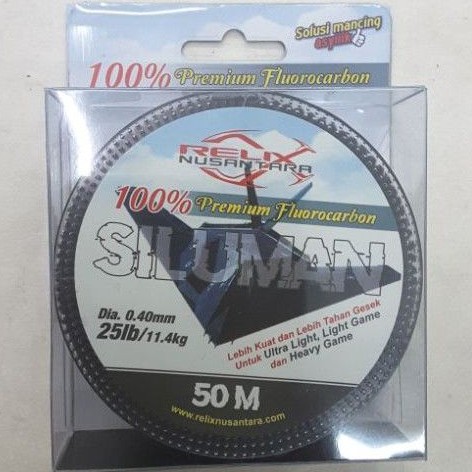 Solusi mancing
asyiik
100% Premium Fluorocarbon
RELIX
NUSANTARA
100% Premium Fluorocarbon
SILUMAN
Dia. 0.40mm
25lb/11.4kg
Lebih Kuat dan Lebih Tahan Gesek
Untuk Ultra Light, Light Game
dan Heavy Game
50 M
www.relixnusantara.com